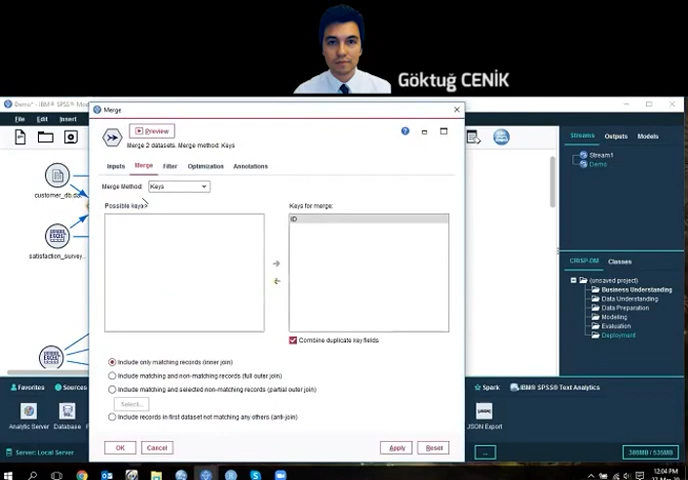 Göktuğ CENİK
Demo* - IBM® SPSS® Mo
File Edit Insert
Merge
Preview
Merge 2 datasets. Merge method: Keys
Inputs Merge Filter Optimization Annotations
Merge Method: Keys
Possible keys:
Keys for merge:
ID
Combine duplicate key fields
Include only matching records (inner join)
Include matching and non-matching records (full outer join)
Include matching and selected non-matching records (partial outer join)
Select...
Include records in first dataset not matching any others (anti-join)
OK Cancel Apply Reset
customer_db.dat
satisfaction_survey...
Streams Outputs Models
Stream1
Demo
CRISP-DM Classes
(unsaved project)
Business Understanding
Data Understanding
Data Preparation
Modeling
Evaluation
Deployment
Favorites Sources
Spark IBM® SPSS® Text Analytics
Analytic Server Database
JSON Export
Server: Local Server
...
380MB / 535MB
12:04 PM